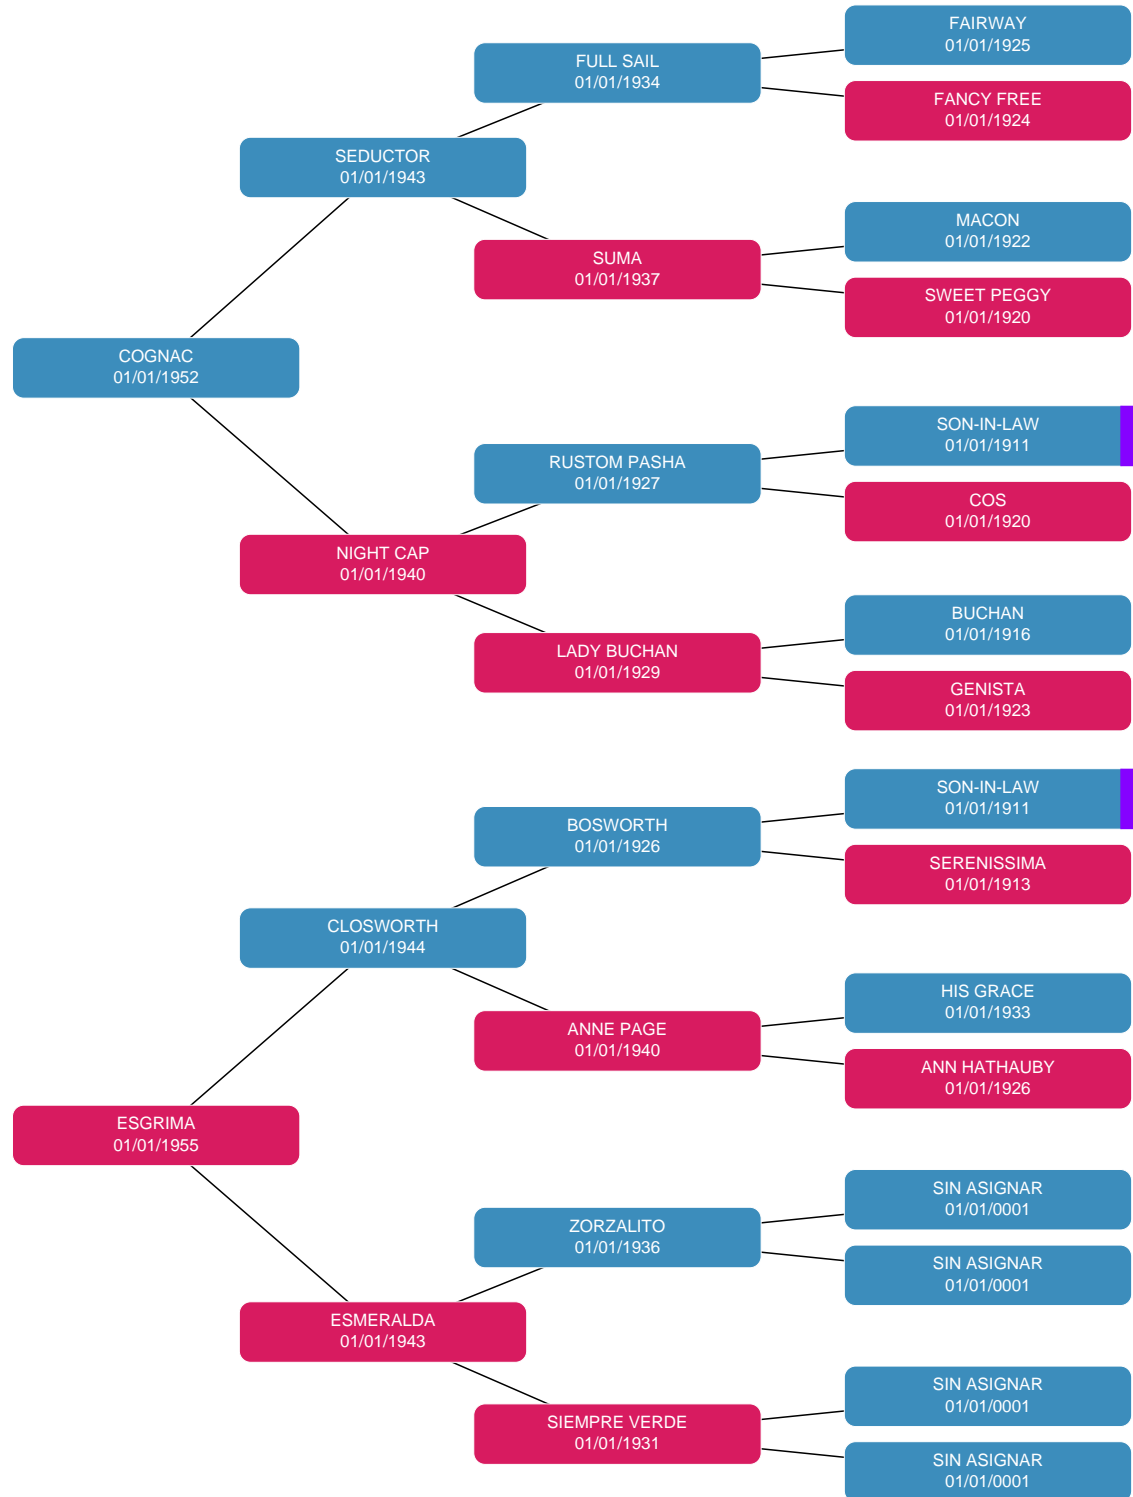 FAIRWAY
01/01/1925
FULL SAIL
01/01/1934
FANCY FREE
01/01/1924
SEDUCTOR
01/01/1943
MACON
01/01/1922
SUMA
01/01/1937
SWEET PEGGY
01/01/1920
COGNAC
01/01/1952
SON-IN-LAW
01/01/1911
RUSTOM PASHA
01/01/1927
COS
01/01/1920
NIGHT CAP
01/01/1940
BUCHAN
01/01/1916
LADY BUCHAN
01/01/1929
GENISTA
01/01/1923
SON-IN-LAW
01/01/1911
BOSWORTH
01/01/1926
SERENISSIMA
01/01/1913
CLOSWORTH
01/01/1944
HIS GRACE
01/01/1933
ANNE PAGE
01/01/1940
ANN HATHAUBY
01/01/1926
ESGRIMA
01/01/1955
SIN ASIGNAR
01/01/0001
ZORZALITO
01/01/1936
SIN ASIGNAR
01/01/0001
ESMERALDA
01/01/1943
SIN ASIGNAR
01/01/0001
SIEMPRE VERDE
01/01/1931
SIN ASIGNAR
01/01/0001